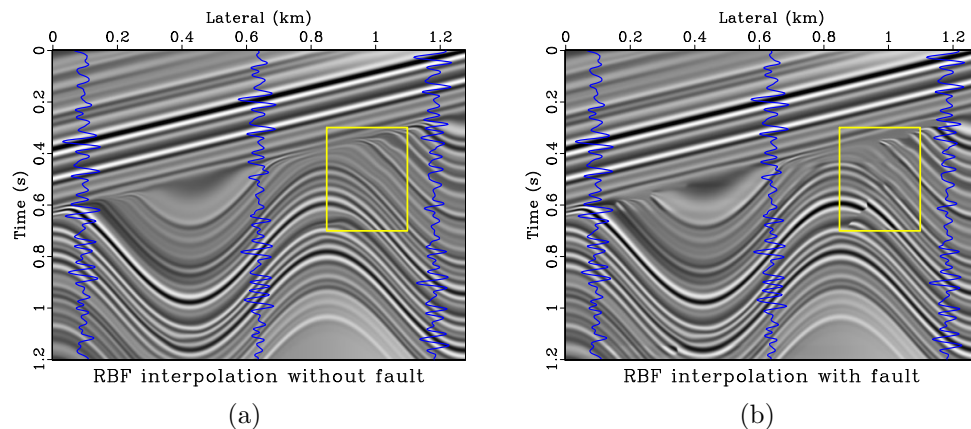 Lateral (km)
0 0.2 0.4 0.6 0.8 1 1.2
Time (s)
0
0.2
0.4
0.6
0.8
1
1.2
RBF interpolation without fault
(a)
Lateral (km)
0 0.2 0.4 0.6 0.8 1 1.2
Time (s)
0
0.2
0.4
0.6
0.8
1
1.2
RBF interpolation with fault
(b)